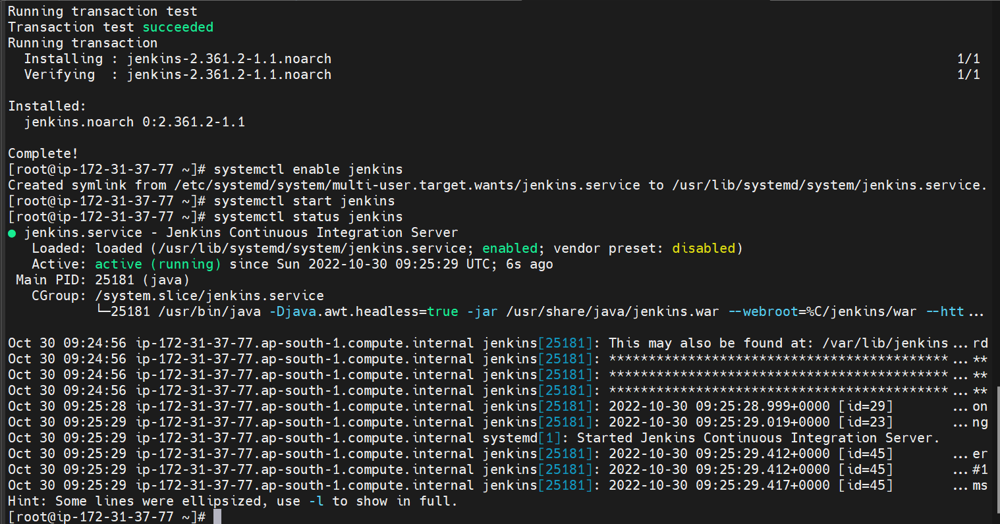 Running transaction test
Transaction test succeeded
Running transaction
  Installing : jenkins-2.361.2-1.1.noarch                                                                               1/1
  Verifying  : jenkins-2.361.2-1.1.noarch                                                                               1/1

Installed:
  jenkins.noarch 0:2.361.2-1.1

Complete!
[root@ip-172-31-37-77 ~]# systemctl enable jenkins
Created symlink from /etc/systemd/system/multi-user.target.wants/jenkins.service to /usr/lib/systemd/system/jenkins.service.
[root@ip-172-31-37-77 ~]# systemctl start jenkins
[root@ip-172-31-37-77 ~]# systemctl status jenkins
● jenkins.service - Jenkins Continuous Integration Server
   Loaded: loaded (/usr/lib/systemd/system/jenkins.service; enabled; vendor preset: disabled)
   Active: active (running) since Sun 2022-10-30 09:25:29 UTC; 6s ago
 Main PID: 25181 (java)
   CGroup: /system.slice/jenkins.service
           └─25181 /usr/bin/java -Djava.awt.headless=true -jar /usr/share/java/jenkins.war --webroot=%C/jenkins/war --htt...

Oct 30 09:24:56 ip-172-31-37-77.ap-south-1.compute.internal jenkins[25181]: This may also be found at: /var/lib/jenkins...rd
Oct 30 09:24:56 ip-172-31-37-77.ap-south-1.compute.internal jenkins[25181]: *******************************************...**
Oct 30 09:24:56 ip-172-31-37-77.ap-south-1.compute.internal jenkins[25181]: *******************************************...**
Oct 30 09:24:56 ip-172-31-37-77.ap-south-1.compute.internal jenkins[25181]: *******************************************...**
Oct 30 09:25:28 ip-172-31-37-77.ap-south-1.compute.internal jenkins[25181]: 2022-10-30 09:25:28.999+0000 [id=29]        ...on
Oct 30 09:25:29 ip-172-31-37-77.ap-south-1.compute.internal jenkins[25181]: 2022-10-30 09:25:29.019+0000 [id=23]        ...ng
Oct 30 09:25:29 ip-172-31-37-77.ap-south-1.compute.internal systemd[1]: Started Jenkins Continuous Integration Server.
Oct 30 09:25:29 ip-172-31-37-77.ap-south-1.compute.internal jenkins[25181]: 2022-10-30 09:25:29.412+0000 [id=45]        ...er
Oct 30 09:25:29 ip-172-31-37-77.ap-south-1.compute.internal jenkins[25181]: 2022-10-30 09:25:29.412+0000 [id=45]        ...#1
Oct 30 09:25:29 ip-172-31-37-77.ap-south-1.compute.internal jenkins[25181]: 2022-10-30 09:25:29.417+0000 [id=45]        ...ms
Hint: Some lines were ellipsized, use -l to show in full.
[root@ip-172-31-37-77 ~]#